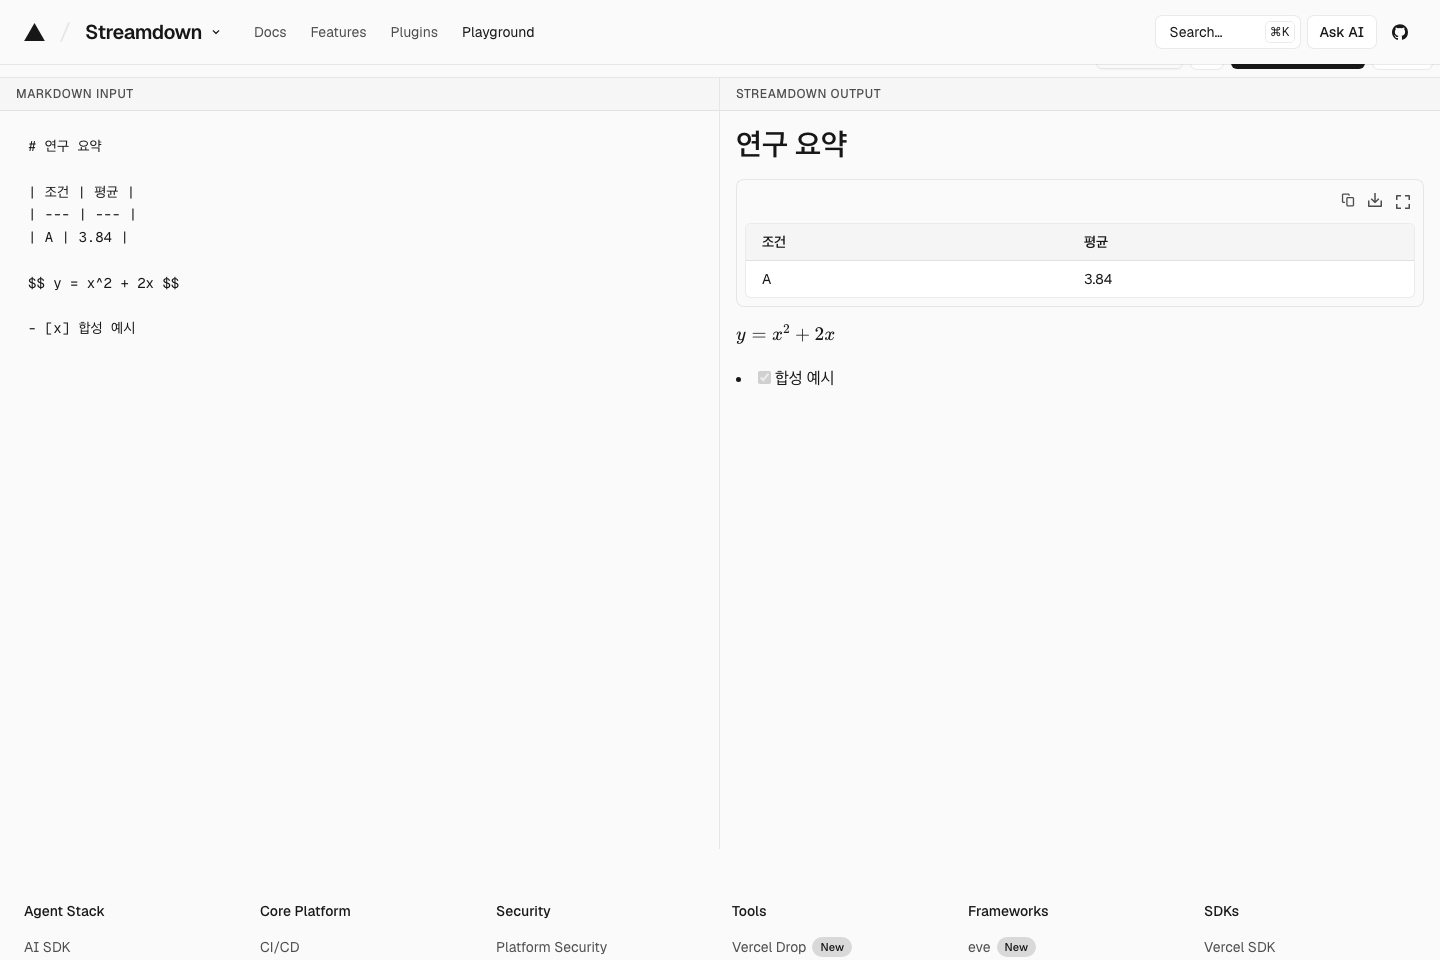 Streamdown
Docs
Features
Plugins
Playground
Search...
⌘K
Ask AI
MARKDOWN INPUT
# 연구 요약
| 조건 | 평균 |
| --- | --- |
| A | 3.84 |
$$ y = x^2 + 2x $$
- [x] 합성 예시
STREAMDOWN OUTPUT
연구 요약
조건 평균
A 3.84
y = x² + 2x
합성 예시
Agent Stack
AI SDK
Core Platform
CI/CD
Security
Platform Security
Tools
Vercel Drop New
Frameworks
eve New
SDKs
Vercel SDK